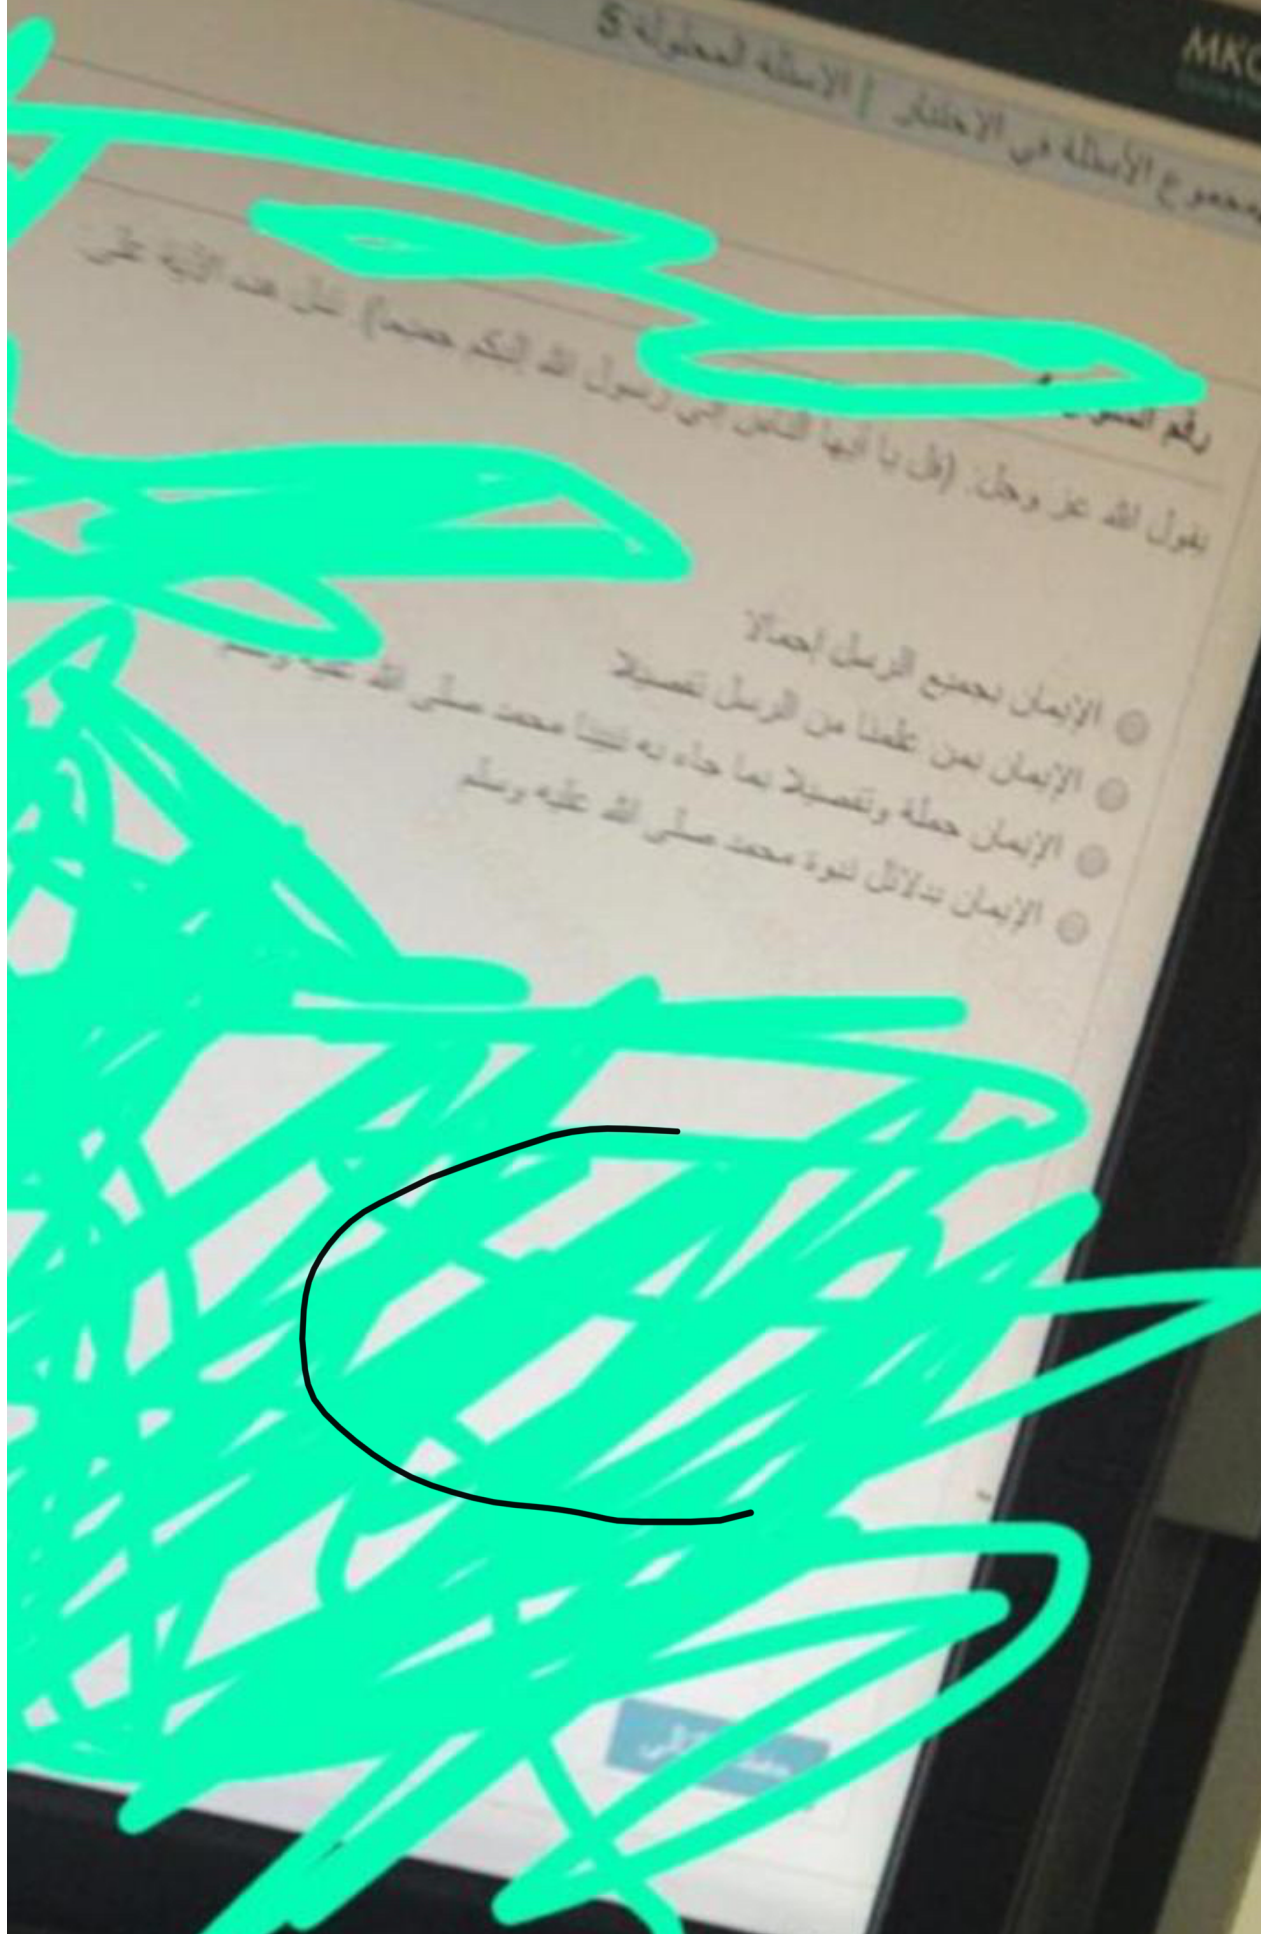 MKC
مجموع الأسئلة في الاختبار | الاسئلة المحلولة 5
رقم السؤال
يقول الله عز وجل: (قل يا أيها الناس إني رسول الله إليكم جميعا) تدل هذه الآية على
الإيمان بجميع الرسل إجمالا
الإيمان بمن علمنا من الرسل تفصيلا
الإيمان جملة وتفصيلا بما جاء به نبينا محمد صلى الله عليه وسلم
الإيمان بدلائل نبوة محمد صلى الله عليه وسلم